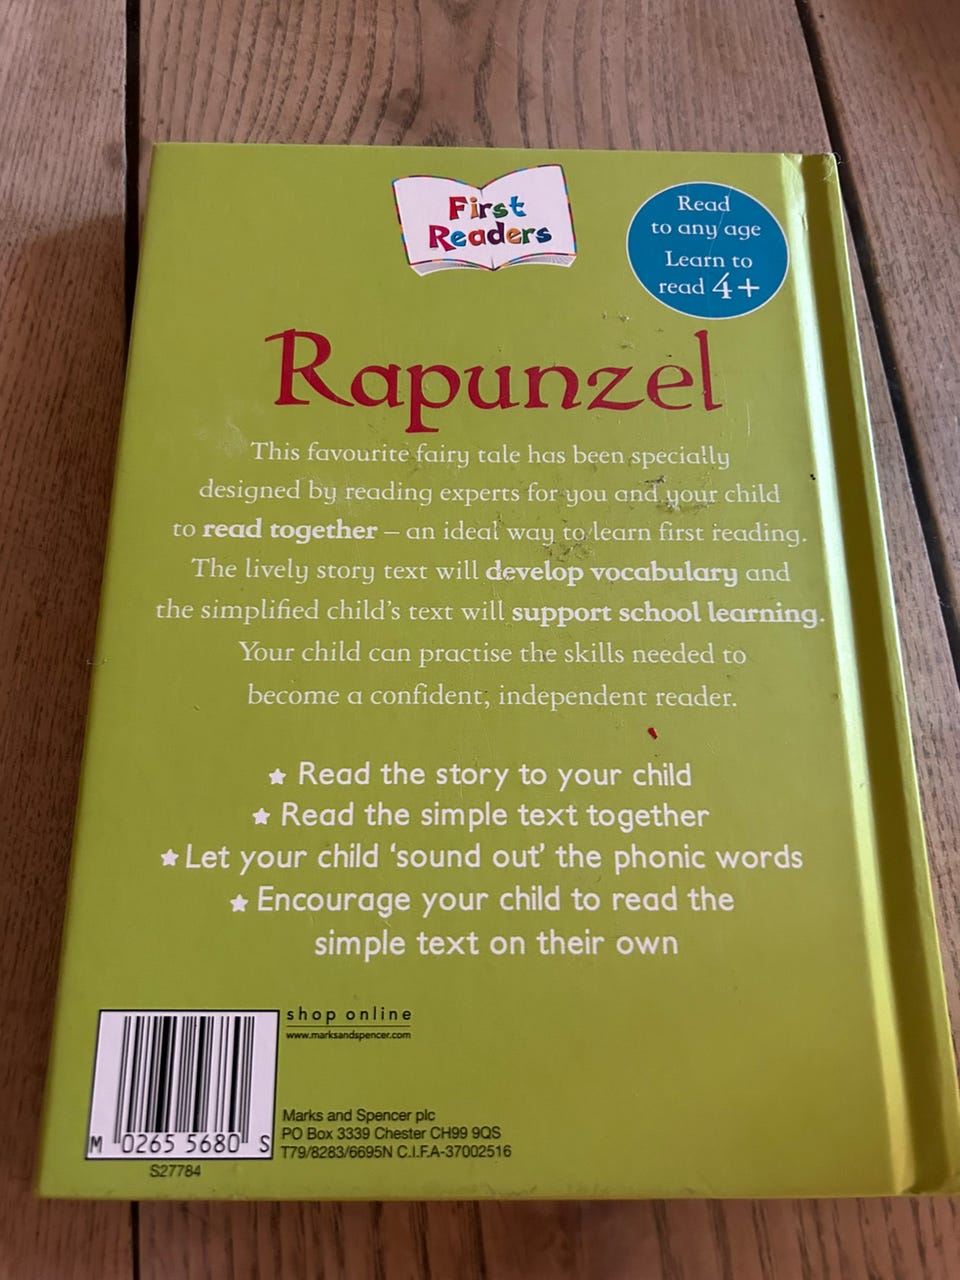 First
Readers
Read
to any age
Learn to
read 4+
Rapunzel
This favourite fairy tale has been specially
designed by reading experts for you and your child
to read together – an ideal way to learn first reading.
The lively story text will develop vocabulary and
the simplified child's text will support school learning.
Your child can practise the skills needed to
become a confident, independent reader.
★ Read the story to your child
★ Read the simple text together
★ Let your child ‘sound out’ the phonic words
★ Encourage your child to read the
simple text on their own
shop online
www.marksandspencer.com
M 0265 5680 S
S27784
Marks and Spencer plc
PO Box 3339 Chester CH99 9QS
T79/8283/6695N C.I.F.A-37002516